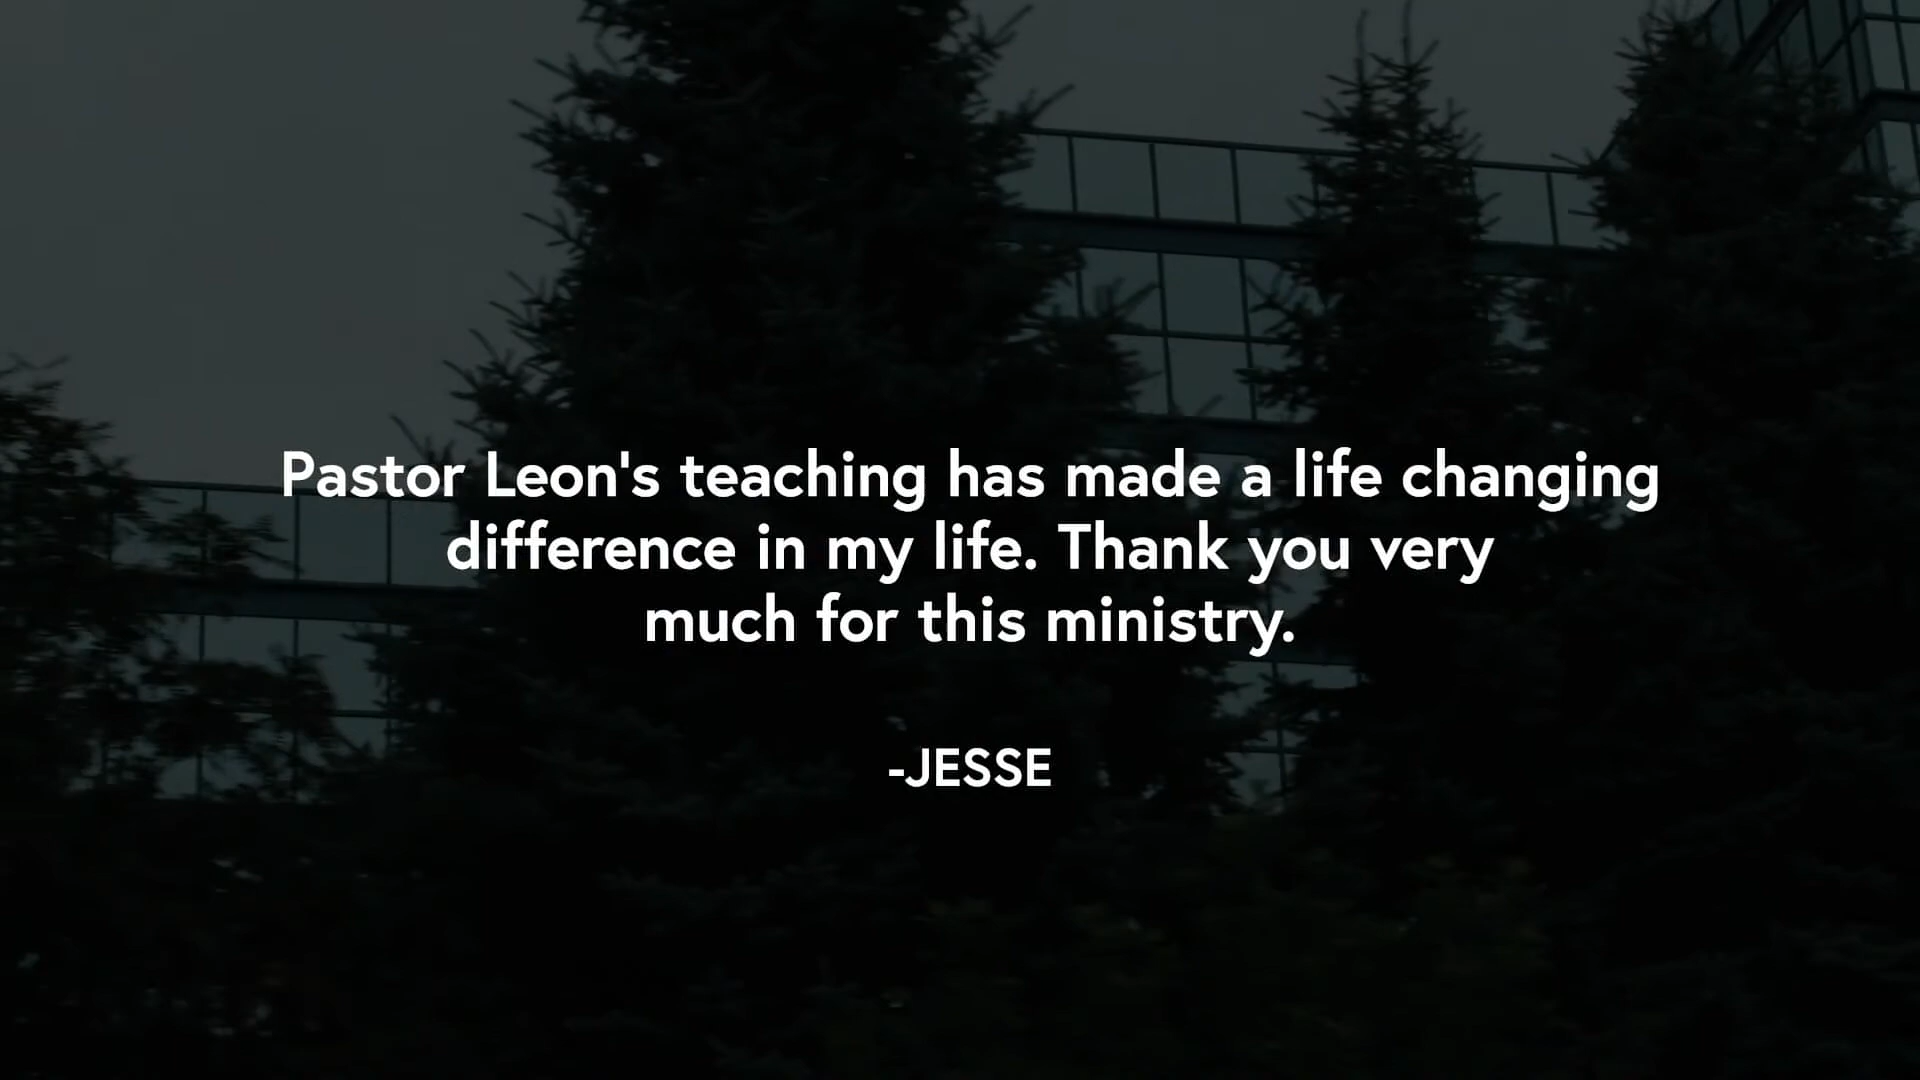 Pastor Leon's teaching has made a life changing
difference in my life. Thank you very
much for this ministry.
-JESSE